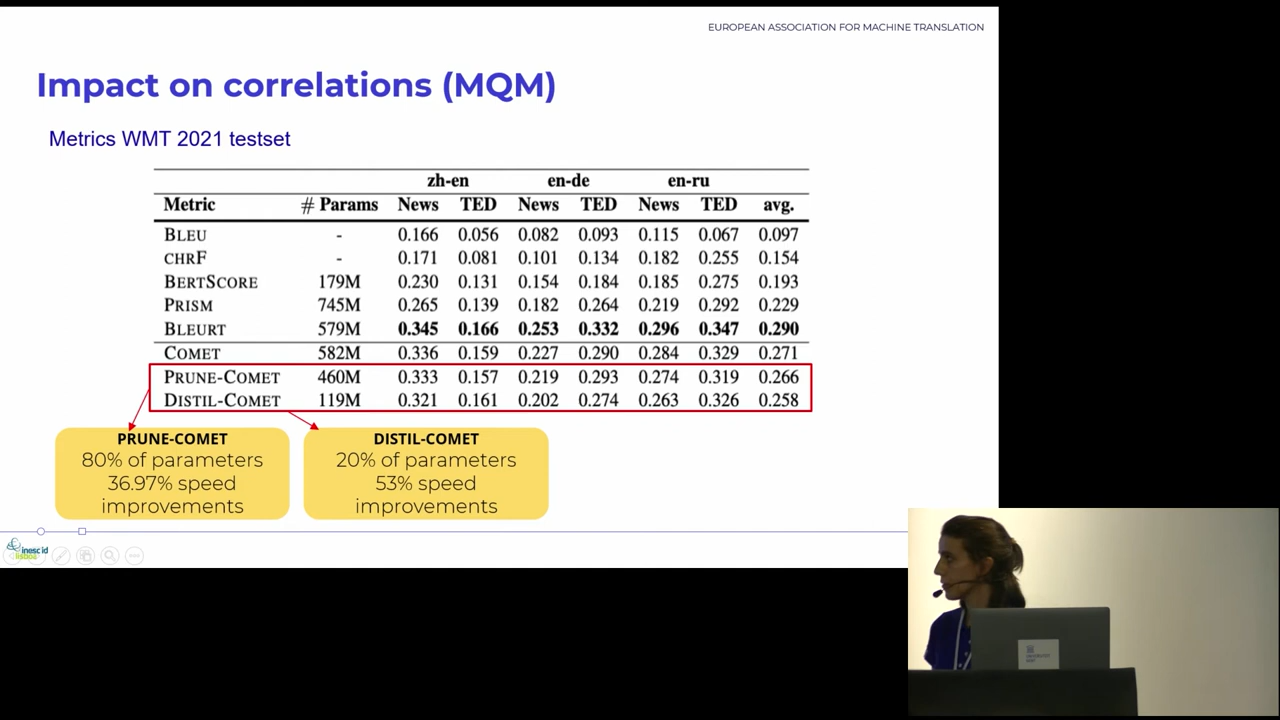 EUROPEAN ASSOCIATION FOR MACHINE TRANSLATION
Impact on correlations (MQM)
Metrics WMT 2021 testset
zh-en en-de en-ru
Metric # Params News TED News TED News TED avg.
BLEU - 0.166 0.056 0.082 0.093 0.115 0.067 0.097
CHRF - 0.171 0.081 0.101 0.134 0.182 0.255 0.154
BERTSCORE 179M 0.230 0.131 0.154 0.184 0.185 0.275 0.193
PRISM 745M 0.265 0.139 0.182 0.264 0.219 0.292 0.229
BLEURT 579M 0.345 0.166 0.253 0.332 0.296 0.347 0.290
COMET 582M 0.336 0.159 0.227 0.290 0.284 0.329 0.271
PRUNE-COMET 460M 0.333 0.157 0.219 0.293 0.274 0.319 0.266
DISTIL-COMET 119M 0.321 0.161 0.202 0.274 0.263 0.326 0.258
PRUNE-COMET
80% of parameters
36.97% speed
improvements
DISTIL-COMET
20% of parameters
53% speed
improvements
inesc id
lisboa